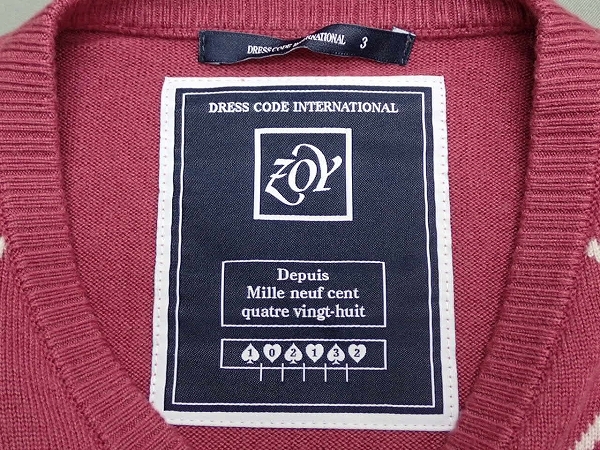 DRESS CODE INTERNATIONAL 3
DRESS CODE INTERNATIONAL
ZOY
Depuis
Mille neuf cent
quatre vingt-huit
1 0 2 1 3 2